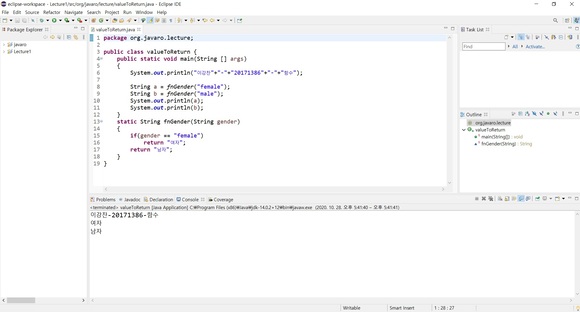 eclipse-workspace - Lecture1/src/org/javaro/lecture/valueToReturn.java - Eclipse IDE
File Edit Source Refactor Navigate Search Project Run Window Help
Package Explorer
javaro
Lecture1
valueToReturn.java
1 package org.javaro.lecture;
2
3 public class valueToReturn {
4 public static void main(String [] args)
5 {
6 System.out.println("이감찬"+"-"+"20171386"+"-"+"함수");
7
8 String a = fnGender("female");
9 String b = fnGender("male");
10 System.out.println(a);
11 System.out.println(b);
12 }
13 static String fnGender(String gender)
14 {
15 if(gender == "female")
16 return "여자";
17 return "남자";
18 }
19 }
Task List
Find
All
Activate...
Outline
org.javaro.lecture
valueToReturn
main(String[]) : void
fnGender(String) : String
Problems Javadoc Declaration Console Coverage
<terminated> valueToReturn [Java Application] C:\Program Files (x86)\Java\jdk-14.0.2+12\bin\javaw.exe (2020. 10. 28. 오후 5:41:40 – 오후 5:41:41)
이감찬-20171386-함수
여자
남자
Writable
Smart Insert
1 : 28 : 27